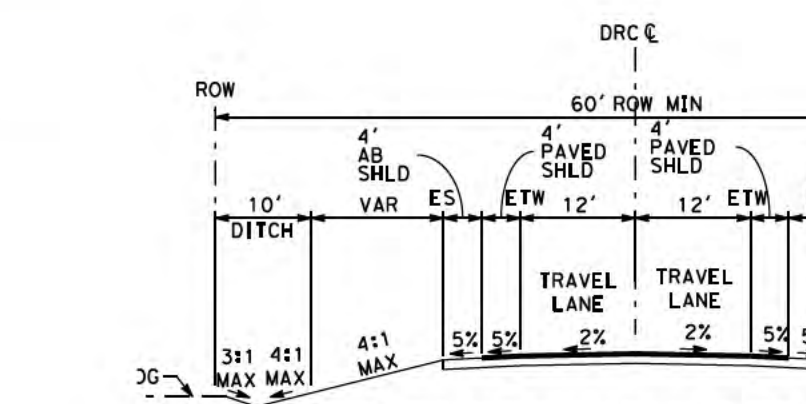 DRC ℄
ROW
60' ROW MIN
4'
AB
SHLD
4'
PAVED
SHLD
4'
PAVED
SHLD
10'
DITCH
VAR
ES
ETW
12'
12'
ETW
TRAVEL
LANE
TRAVEL
LANE
3:1
MAX
4:1
MAX
4:1
MAX
5%
5%
2%
2%
5%